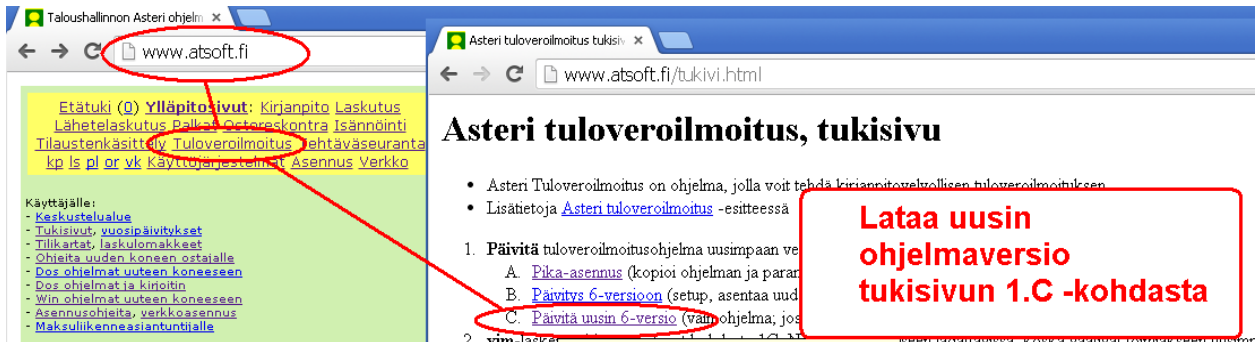 Taloushallinnon Asteri ohjelm
www.atsoft.fi
Etätuki (0) Ylläpitosivut: Kirjanpito Laskutus
Lähetelaskutus Palkat Ostoreskontra Isännöinti
Tilaustenkäsittely Tuloveroilmoitus Tehtäväseuranta
kp ls pl or vk Käyttöjärjestelmät Asennus Verkko
Käyttäjälle:
- Keskustelualue
- Tukisivut, vuosipäivitykset
- Tilikartat, laskulomakkeet
- Ohjeita uuden koneen ostajalle
- Dos ohjelmat uuteen koneeseen
- Dos ohjelmat ja kirjoitin
- Win ohjelmat uuteen koneeseen
- Asennusohjeita, verkkoasennus
- Maksuliikenneasiantuntijalle
Asteri tuloveroilmoitus tukisiv
www.atsoft.fi/tukivi.html
Asteri tuloveroilmoitus, tukisivu
• Asteri Tuloveroilmoitus on ohjelma, jolla voit tehdä kirjanpitovelvollisen tuloveroilmoituksen
• Lisätietoja Asteri tuloveroilmoitus -esitteessä
1. Päivitä tuloveroilmoitusohjelma uusimpaan ve
A. Pika-asennus (kopioi ohjelman ja paran
B. Päivitys 6-versioon (setup, asentaa uud
C. Päivitä uusin 6-versio (vain ohjelma; jos
Lataa uusin
ohjelmaversio
tukisivun 1.C -kohdasta